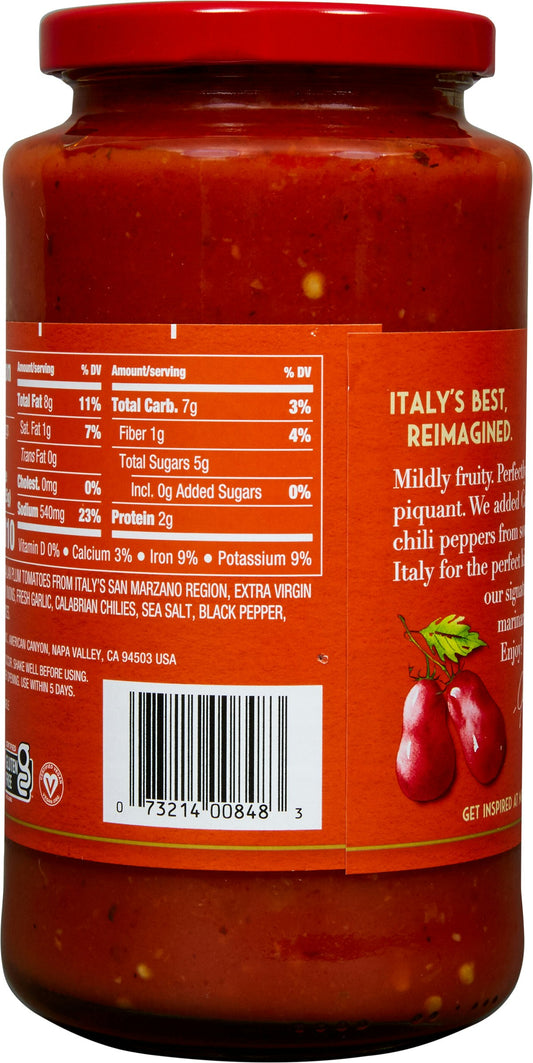 Amount/serving % DV
Total Fat 8g 11%
Sat. Fat 1g 7%
Trans Fat 0g
Cholest. 0mg 0%
Sodium 540mg 23%
Amount/serving % DV
Total Carb. 7g 3%
Fiber 1g 4%
Total Sugars 5g
Incl. 0g Added Sugars 0%
Protein 2g
10
Vitamin D 0% • Calcium 3% • Iron 9% • Potassium 9%
PLUM TOMATOES FROM ITALY'S SAN MARZANO REGION, EXTRA VIRGIN
FRESH GARLIC, CALABRIAN CHILIES, SEA SALT, BLACK PEPPER,
AMERICAN CANYON, NAPA VALLEY, CA 94503 USA
SHAKE WELL BEFORE USING.
USE WITHIN 5 DAYS.
FREE
0 73214 00848 3
ITALY'S BEST,
REIMAGINED.
Mildly fruity.
piquant. We added
chili peppers from
Italy for the perfect
our
Enjoy!
GET INSPIRED AT